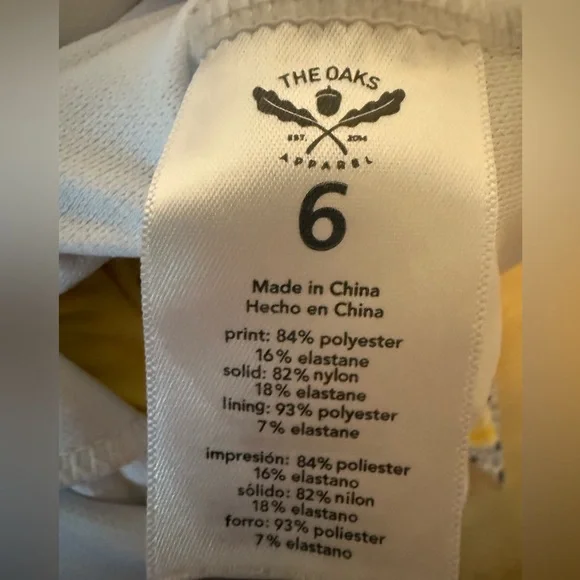 THE OAKS
EST. 2014
APPAREL
6
Made in China
Hecho en China
print: 84% polyester
16% elastane
solid: 82% nylon
18% elastane
lining: 93% polyester
7% elastane
impresión: 84% poliester
16% elastano
sólido: 82% nilon
18% elastano
forro: 93% poliester
7% elastano